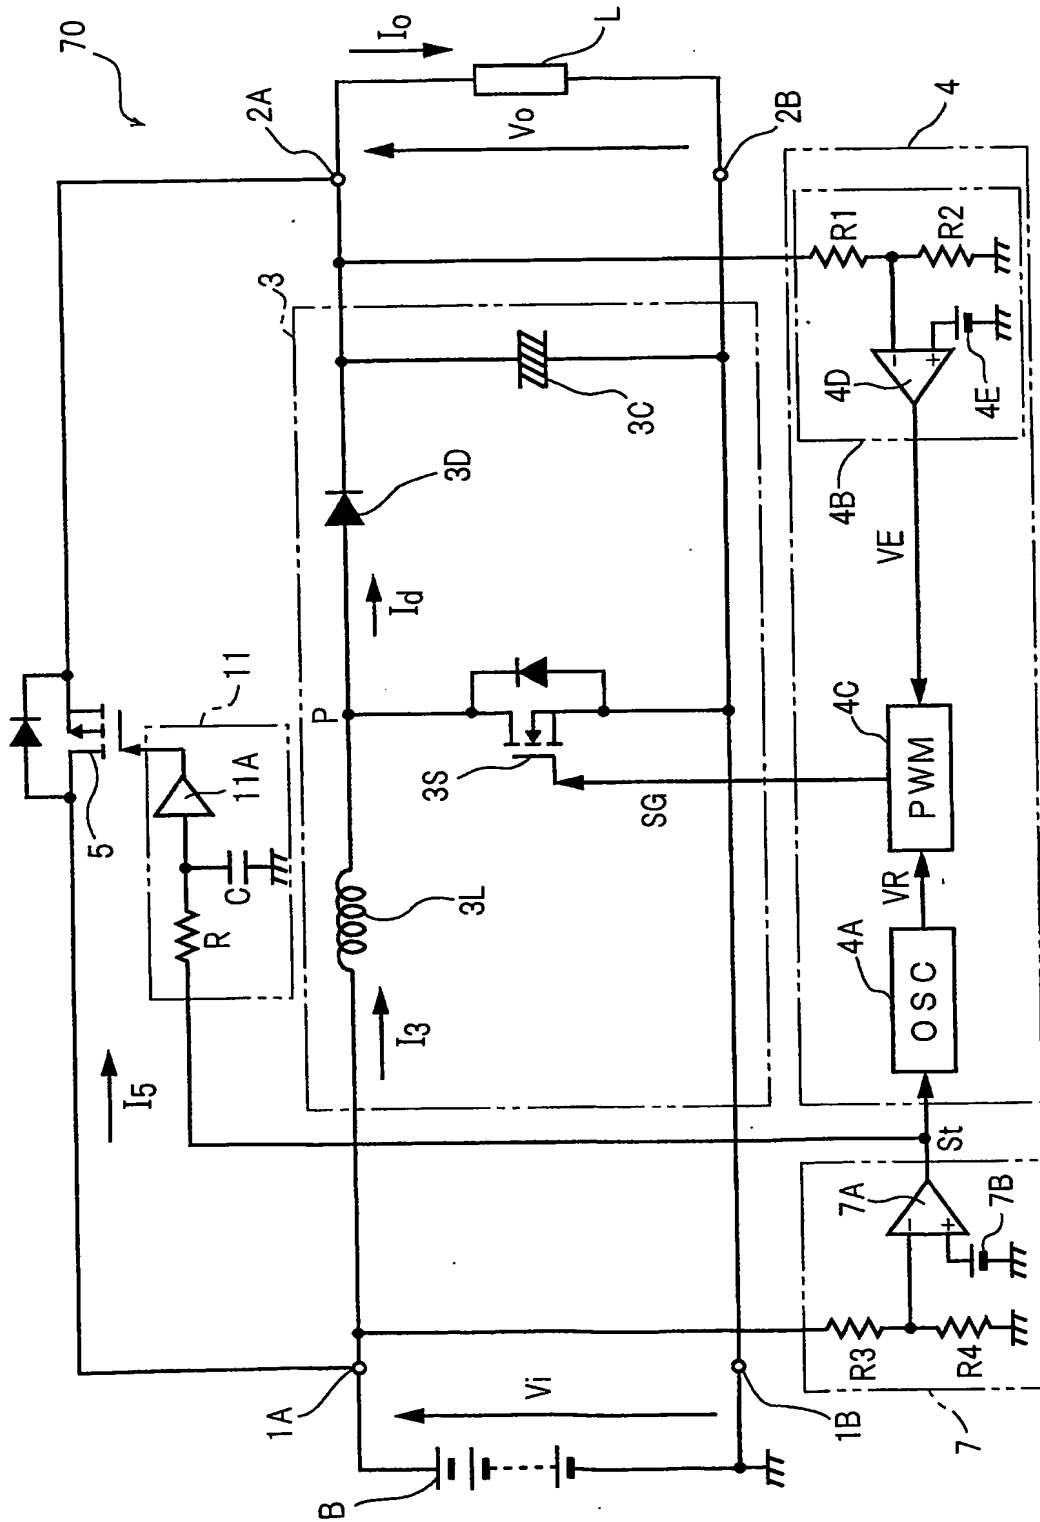 70
I5
5
11
11A
R
C
3
2A
Io
L
Vo
2B
1A
B
Vi
1B
I3
3L
P
Id
3D
3S
SG
3C
7
R3
R4
7A
-
+
7B
St
4
4A
OSC
VR
4C
PWM
VE
4B
4D
-
+
4E
R1
R2